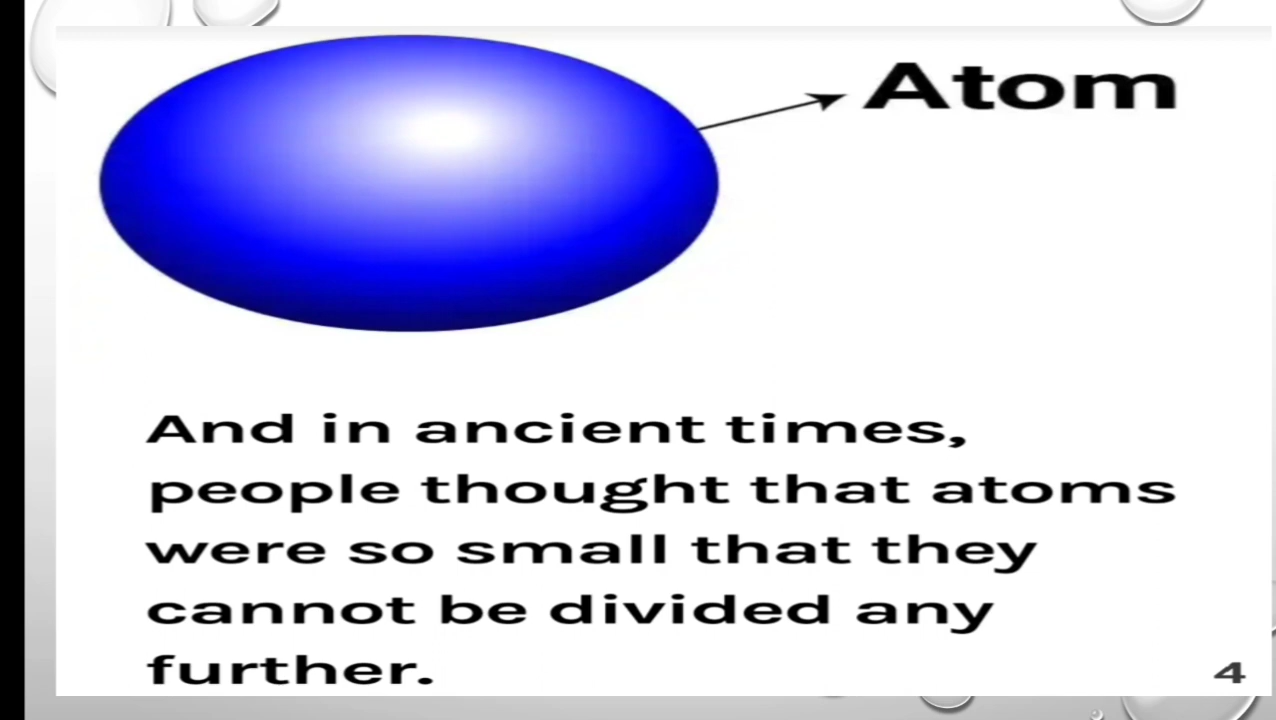 Atom
And in ancient times,
people thought that atoms
were so small that they
cannot be divided any
further.
4